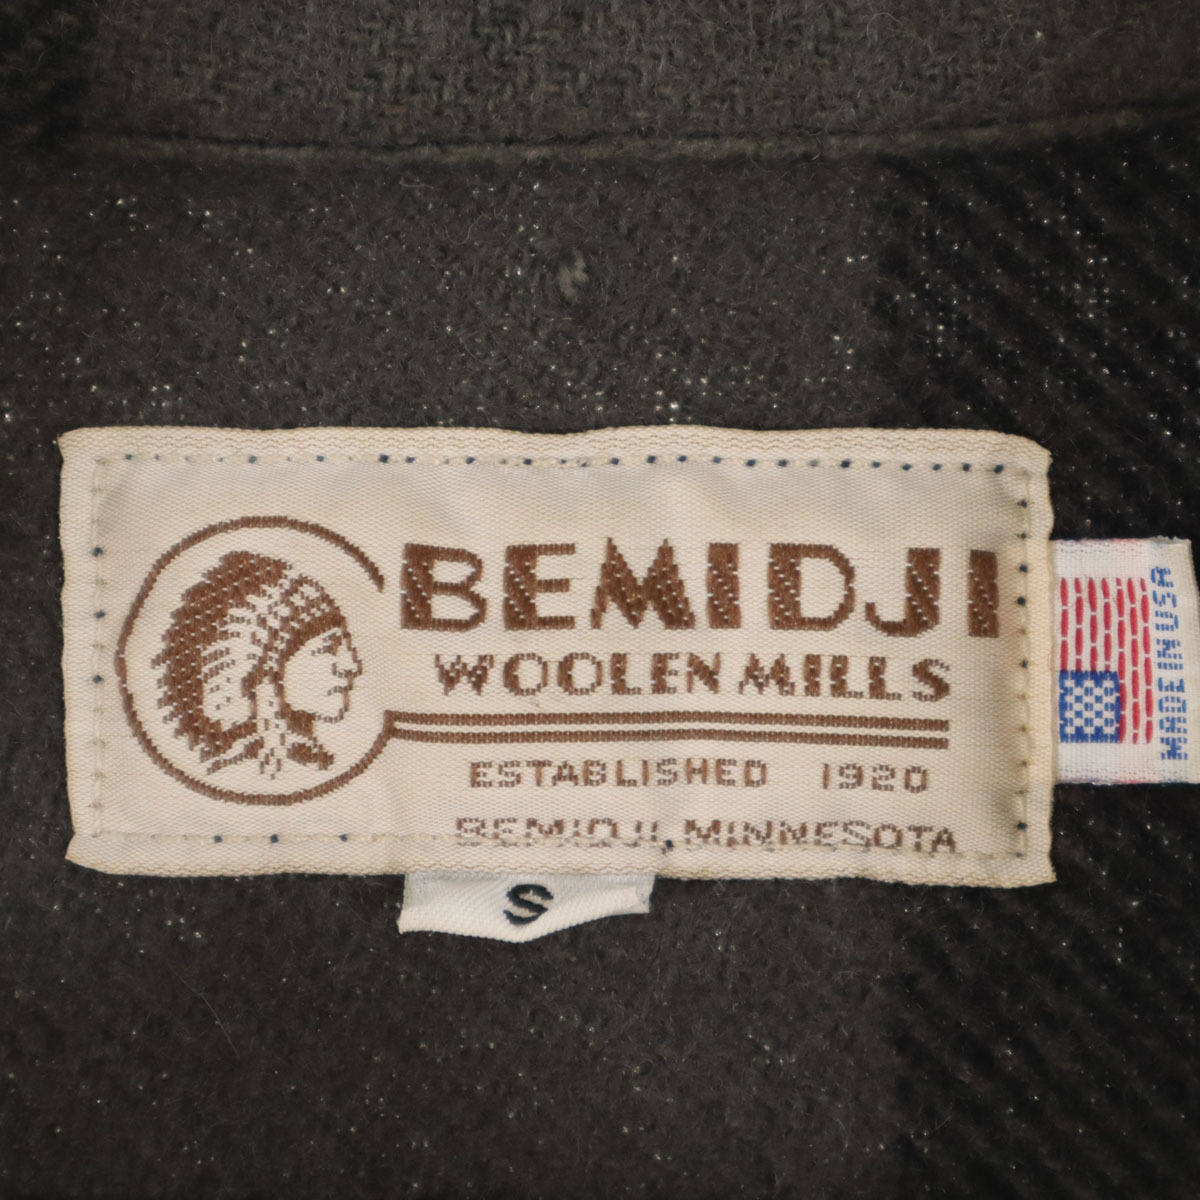 BEMIDJI
WOOLEN MILLS
ESTABLISHED 1920
BEMIDJI, MINNESOTA
S
MADE IN USA